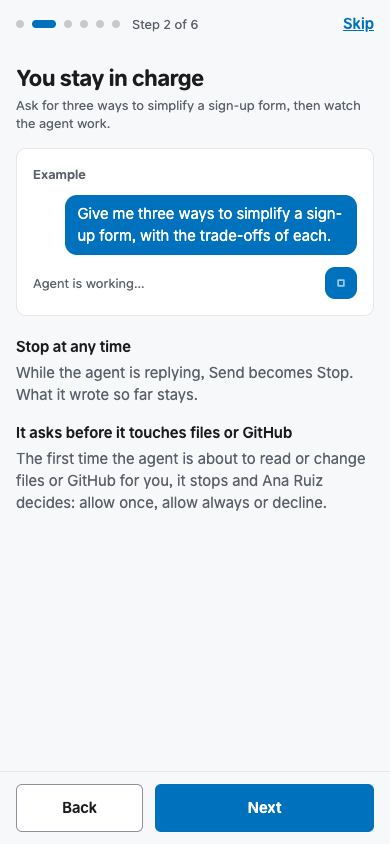 Step 2 of 6
Skip
You stay in charge
Ask for three ways to simplify a sign-up form, then watch
the agent work.
Example
Give me three ways to simplify a sign-
up form, with the trade-offs of each.
Agent is working...
Stop at any time
While the agent is replying, Send becomes Stop.
What it wrote so far stays.
It asks before it touches files or GitHub
The first time the agent is about to read or change
files or GitHub for you, it stops and Ana Ruiz
decides: allow once, allow always or decline.
Back
Next